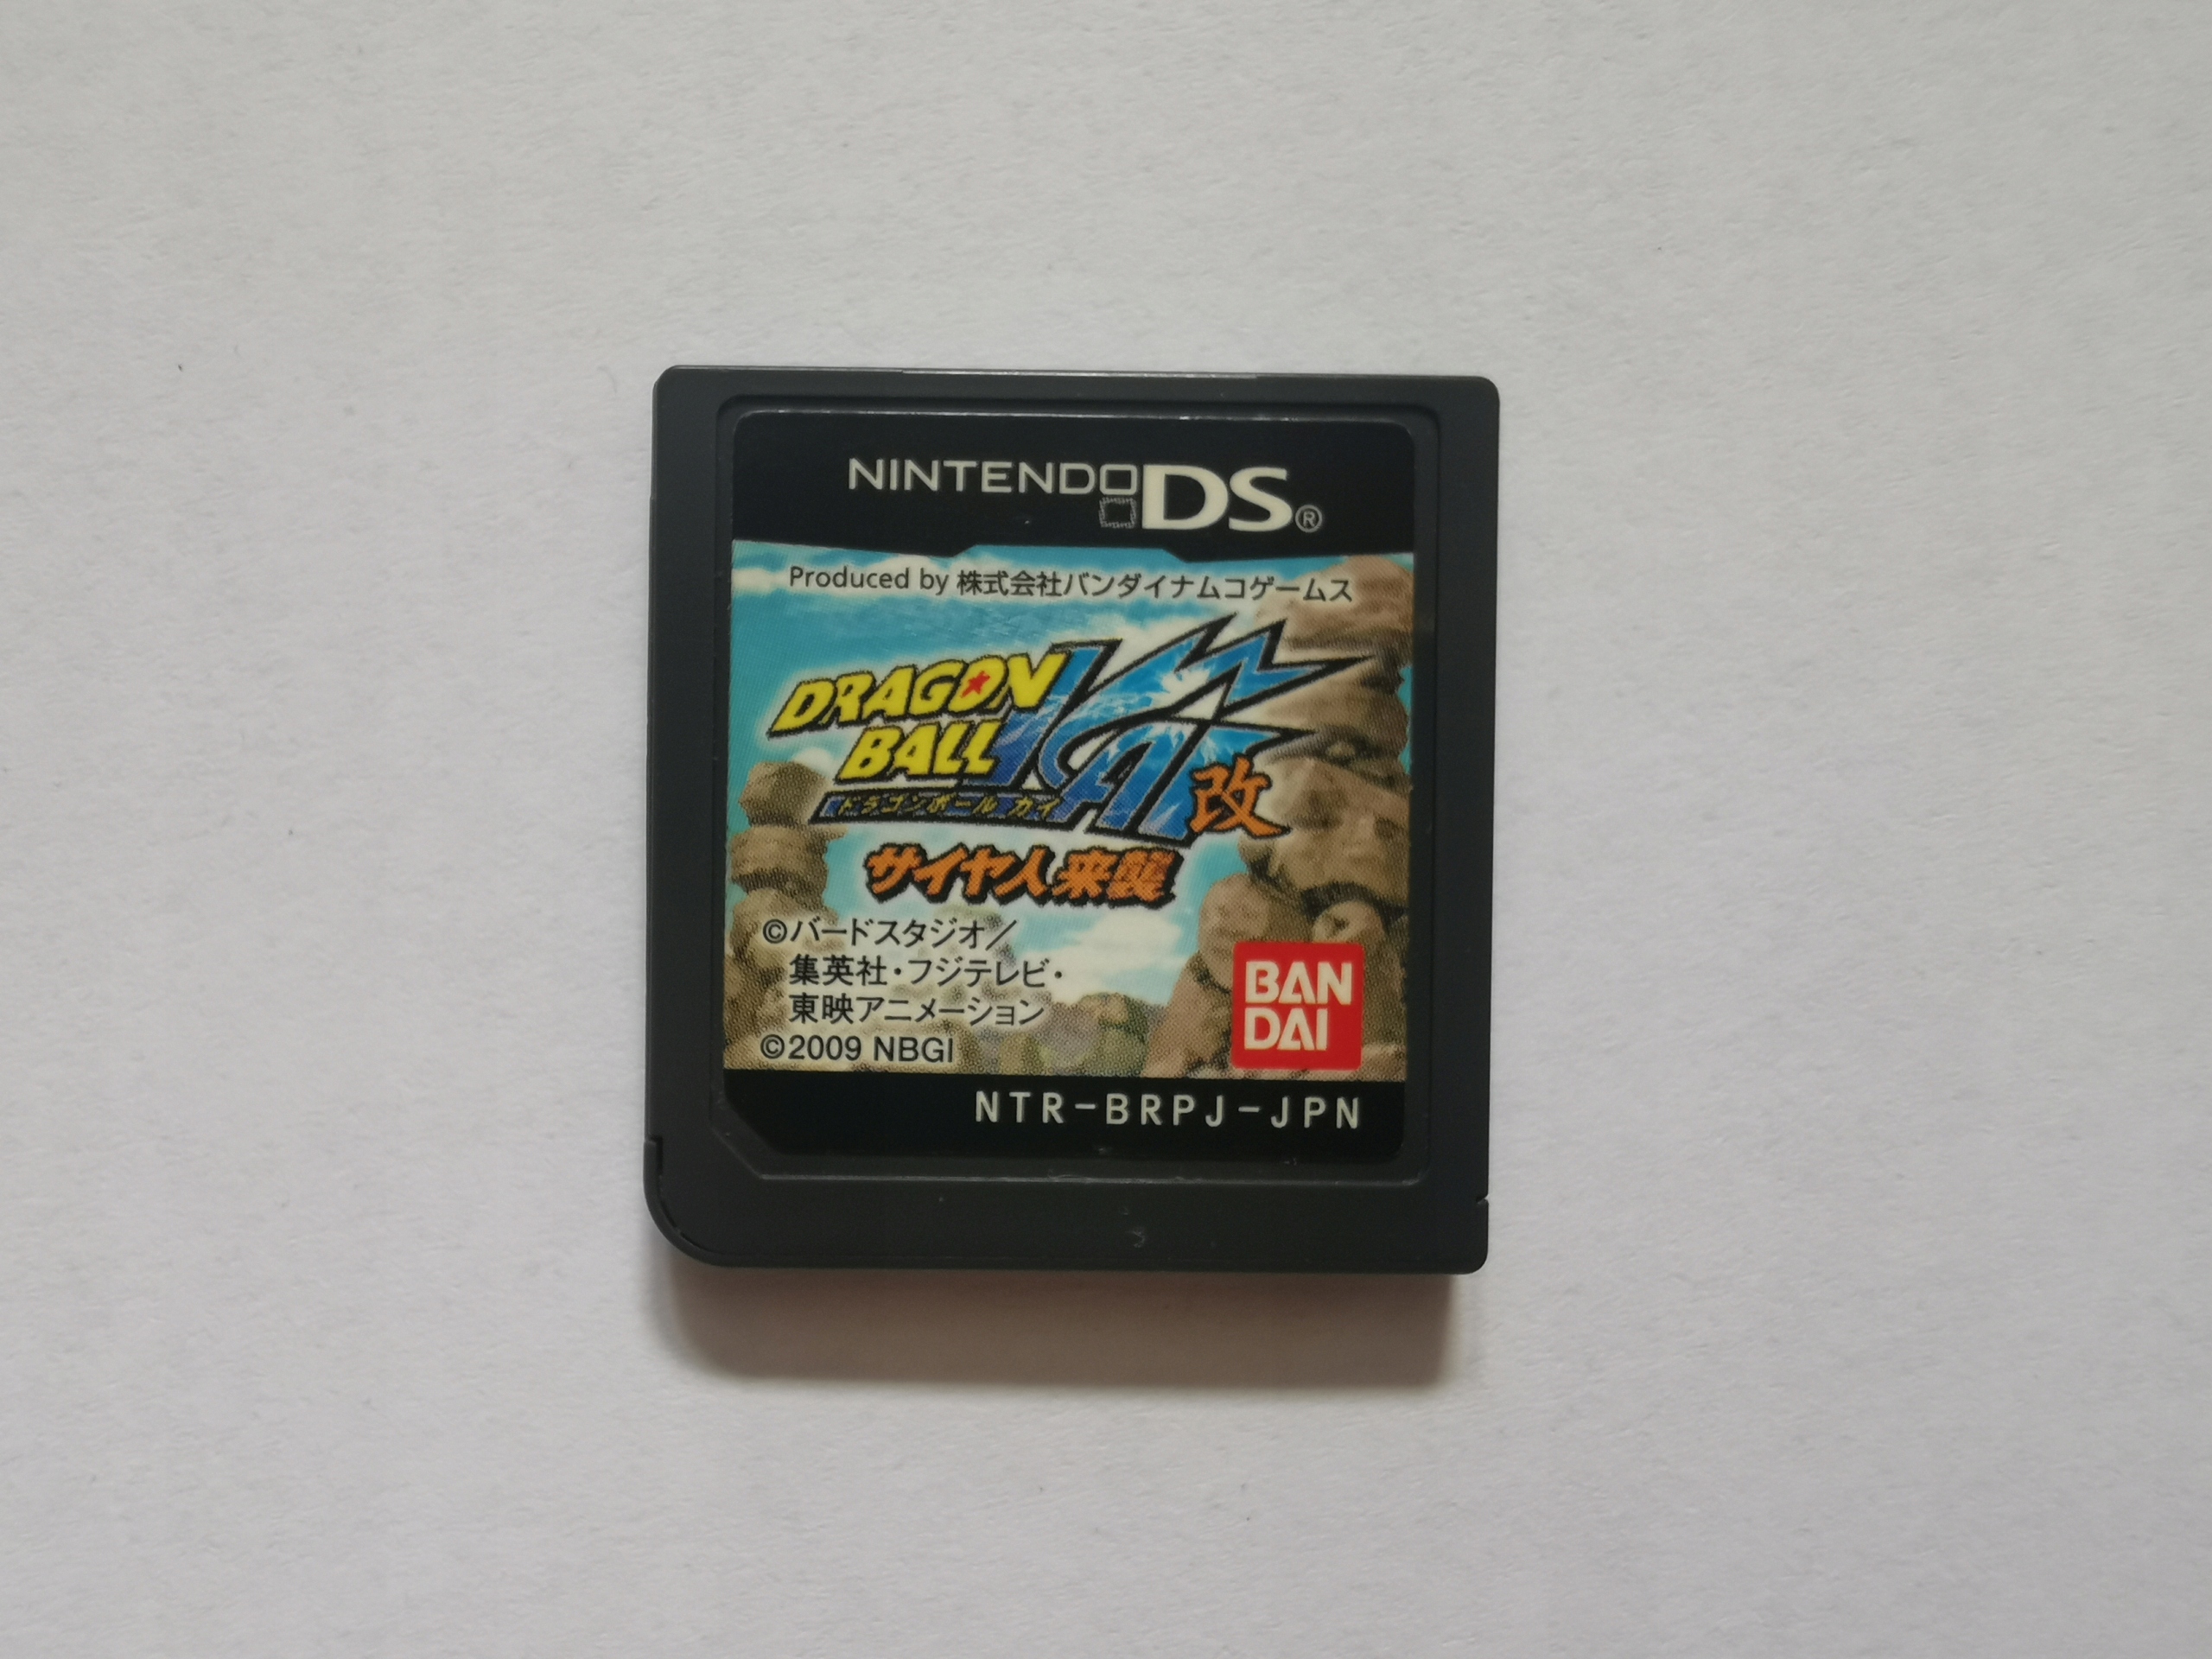 NINTENDO DS®
Produced by 株式会社バンダイナムコゲームス
DRAGON
BALL KAI 改
ドラゴンボール カイ
サイヤ人来襲
©バードスタジオ／
集英社・フジテレビ・
東映アニメーション
©2009 NBGI
BAN
DAI
NTR-BRPJ-JPN
3